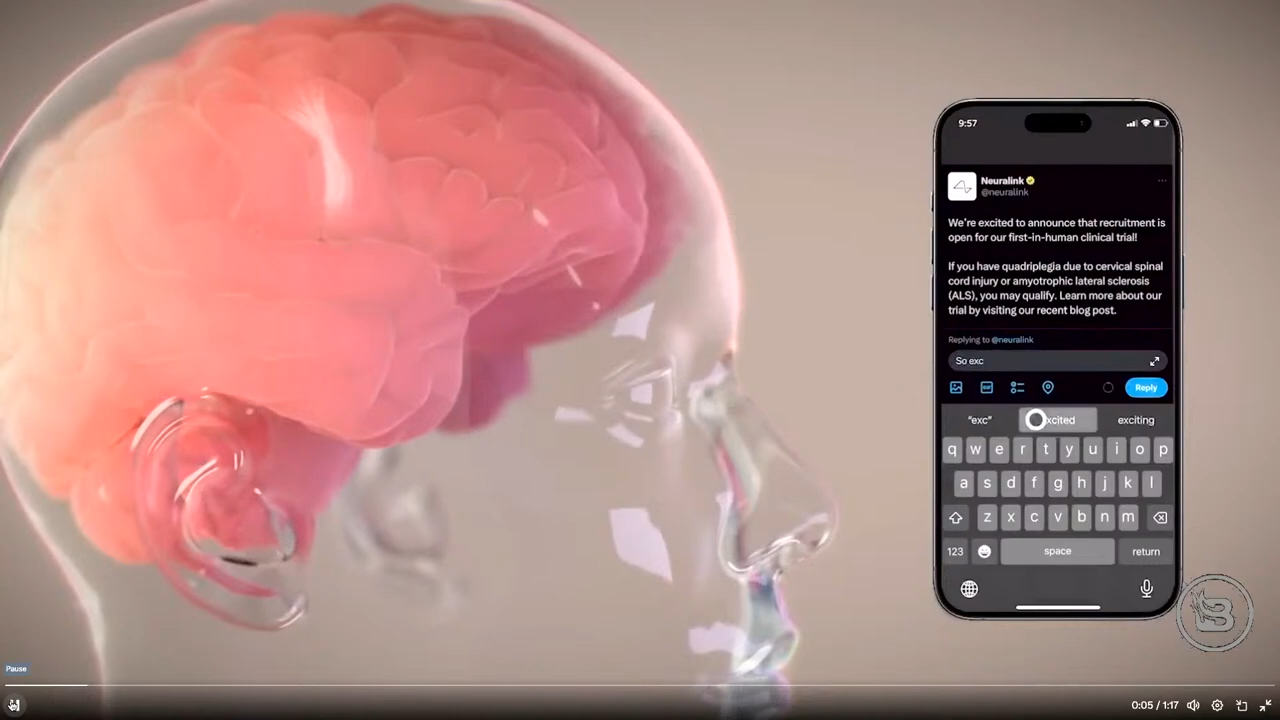 9:57
Neuralink
@neuralink
We're excited to announce that recruitment is
open for our first-in-human clinical trial!
If you have quadriplegia due to cervical spinal
cord injury or amyotrophic lateral sclerosis
(ALS), you may qualify. Learn more about our
trial by visiting our recent blog post.
Replying to @neuralink
So exc
GIF
Reply
"exc" xcited exciting
q w e r t y u i o p
a s d f g h j k l
z x c v b n m
123 space return
B
Pause
0:05 / 1:17